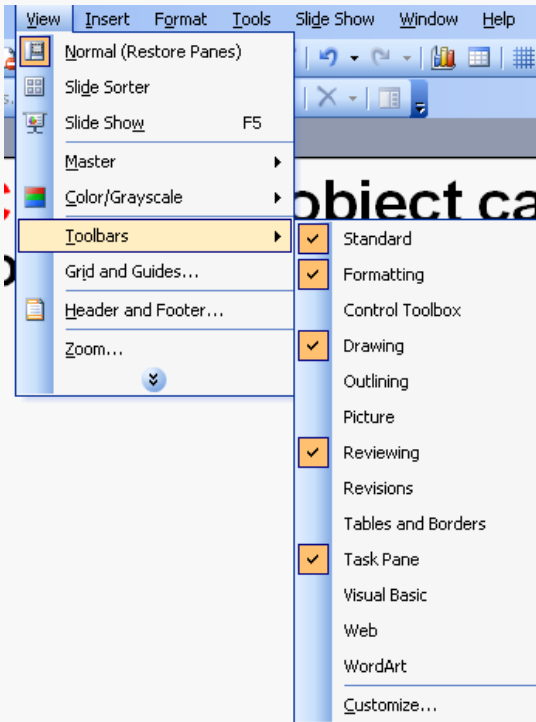 View Insert Format Tools Slide Show Window Help
Normal (Restore Panes)
Slide Sorter
Slide Show F5
Master
Color/Grayscale
object ca
Toolbars
Grid and Guides...
Header and Footer...
Zoom...
Standard
Formatting
Control Toolbox
Drawing
Outlining
Picture
Reviewing
Revisions
Tables and Borders
Task Pane
Visual Basic
Web
WordArt
Customize...